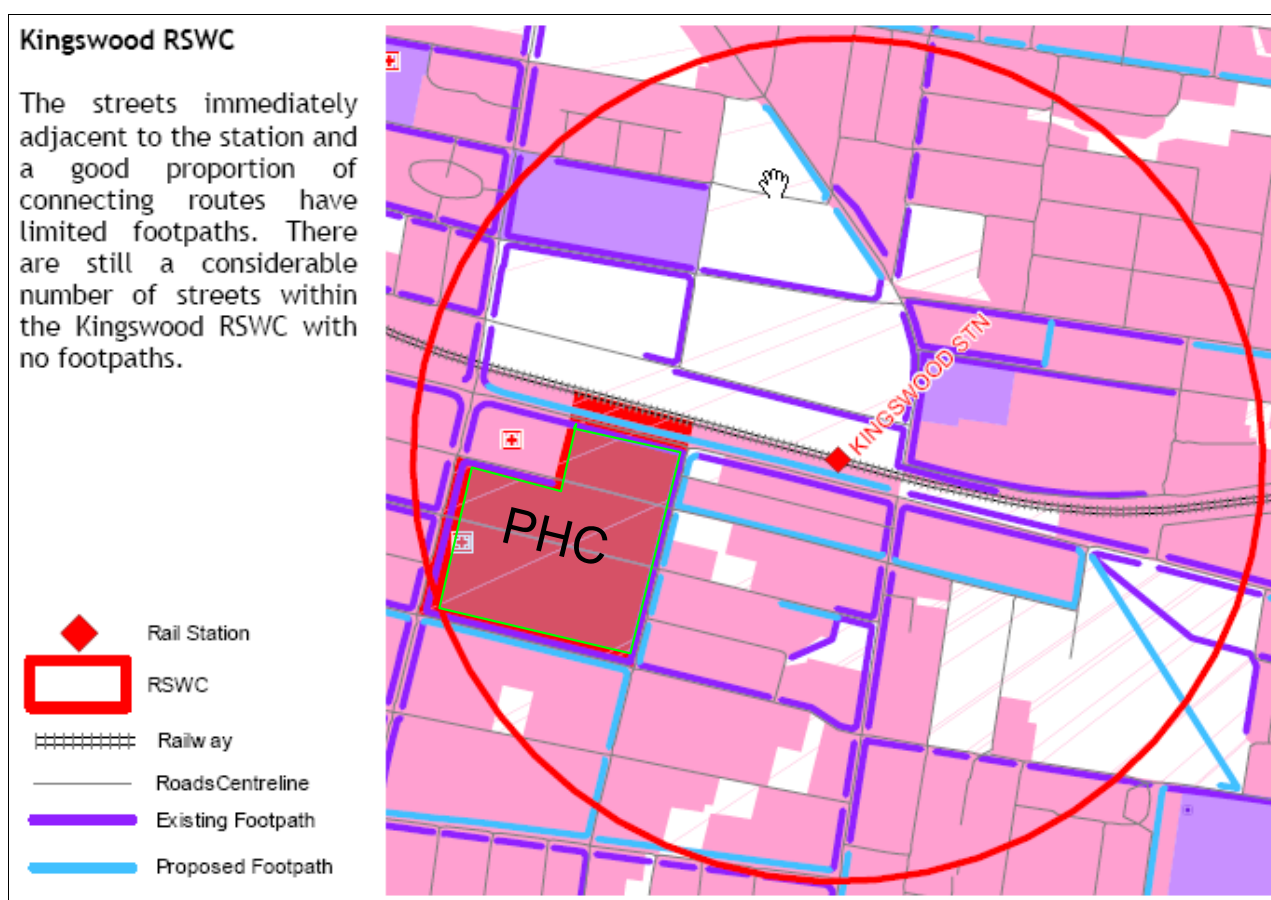 Kingswood RSWC
The streets immediately
adjacent to the station and
a good proportion of
connecting routes have
limited footpaths. There
are still a considerable
number of streets within
the Kingswood RSWC with
no footpaths.
KINGSWOOD STN
PHC
Rail Station
RSWC
Railway
RoadsCentreline
Existing Footpath
Proposed Footpath